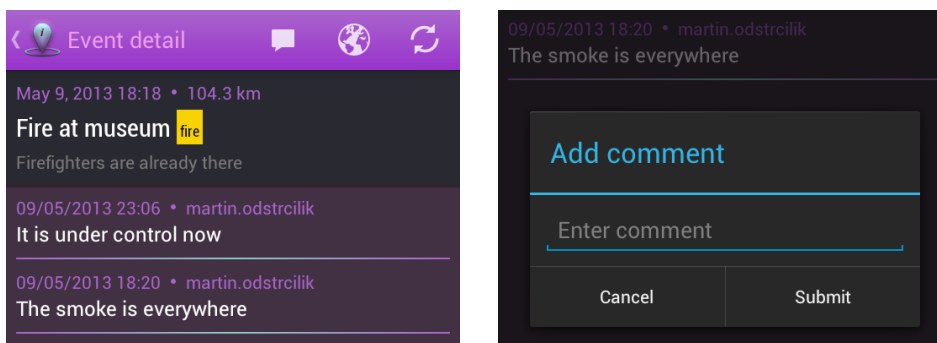 Event detail
May 9, 2013 18:18 • 104.3 km
Fire at museum fire
Firefighters are already there
09/05/2013 23:06 • martin.odstrcilik
It is under control now
09/05/2013 18:20 • martin.odstrcilik
The smoke is everywhere
09/05/2013 18:20 • martin.odstrcilik
The smoke is everywhere
Add comment
Enter comment
Cancel Submit